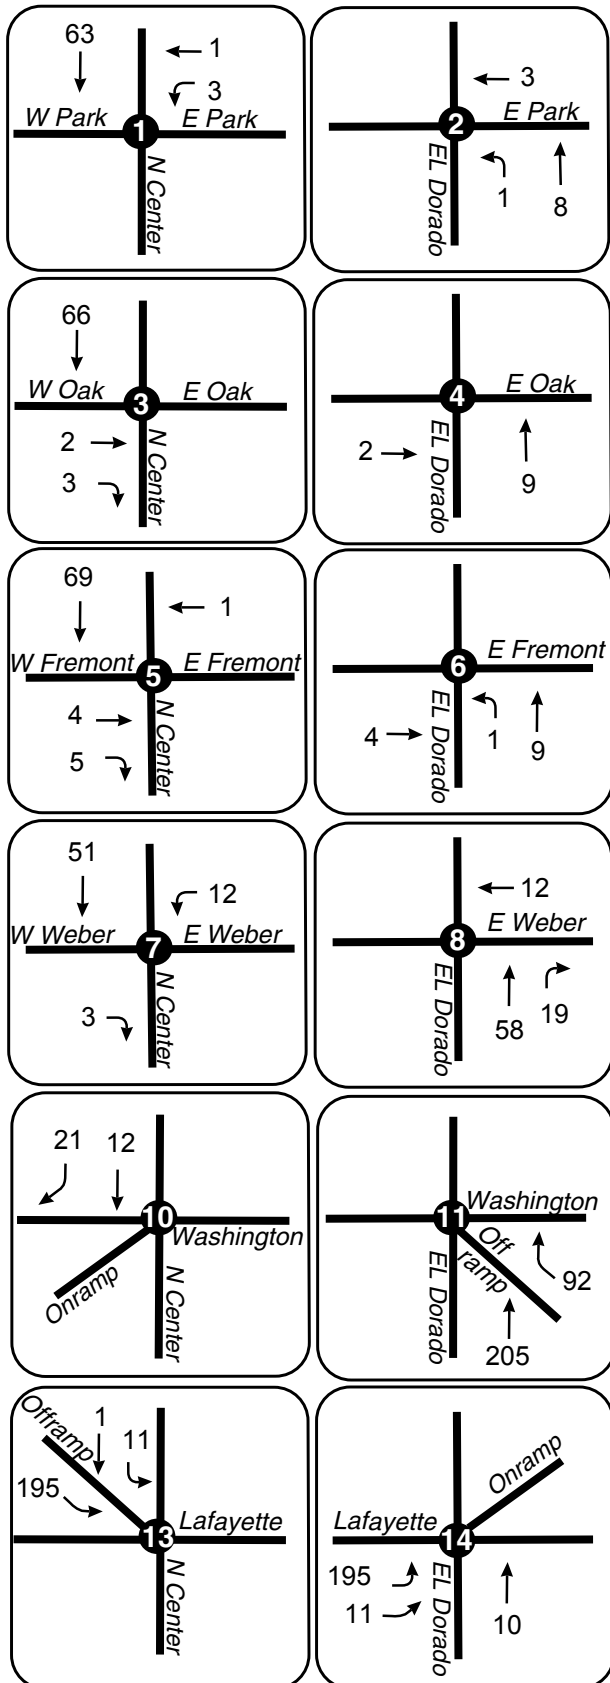 63
1
3
W Park
E Park
1
N Center
3
E Park
2
EL Dorado
1
8
66
W Oak
E Oak
3
2
3
N Center
E Oak
4
2
EL Dorado
9
69
1
W Fremont
E Fremont
5
4
5
N Center
E Fremont
6
4
EL Dorado
1
9
51
12
W Weber
E Weber
7
3
N Center
12
E Weber
8
EL Dorado
58
19
21
12
10
Washington
Onramp
N Center
Washington
11
Off
ramp
EL Dorado
92
205
Offramp
1
11
195
13
Lafayette
N Center
Onramp
Lafayette
14
195
11
EL Dorado
10